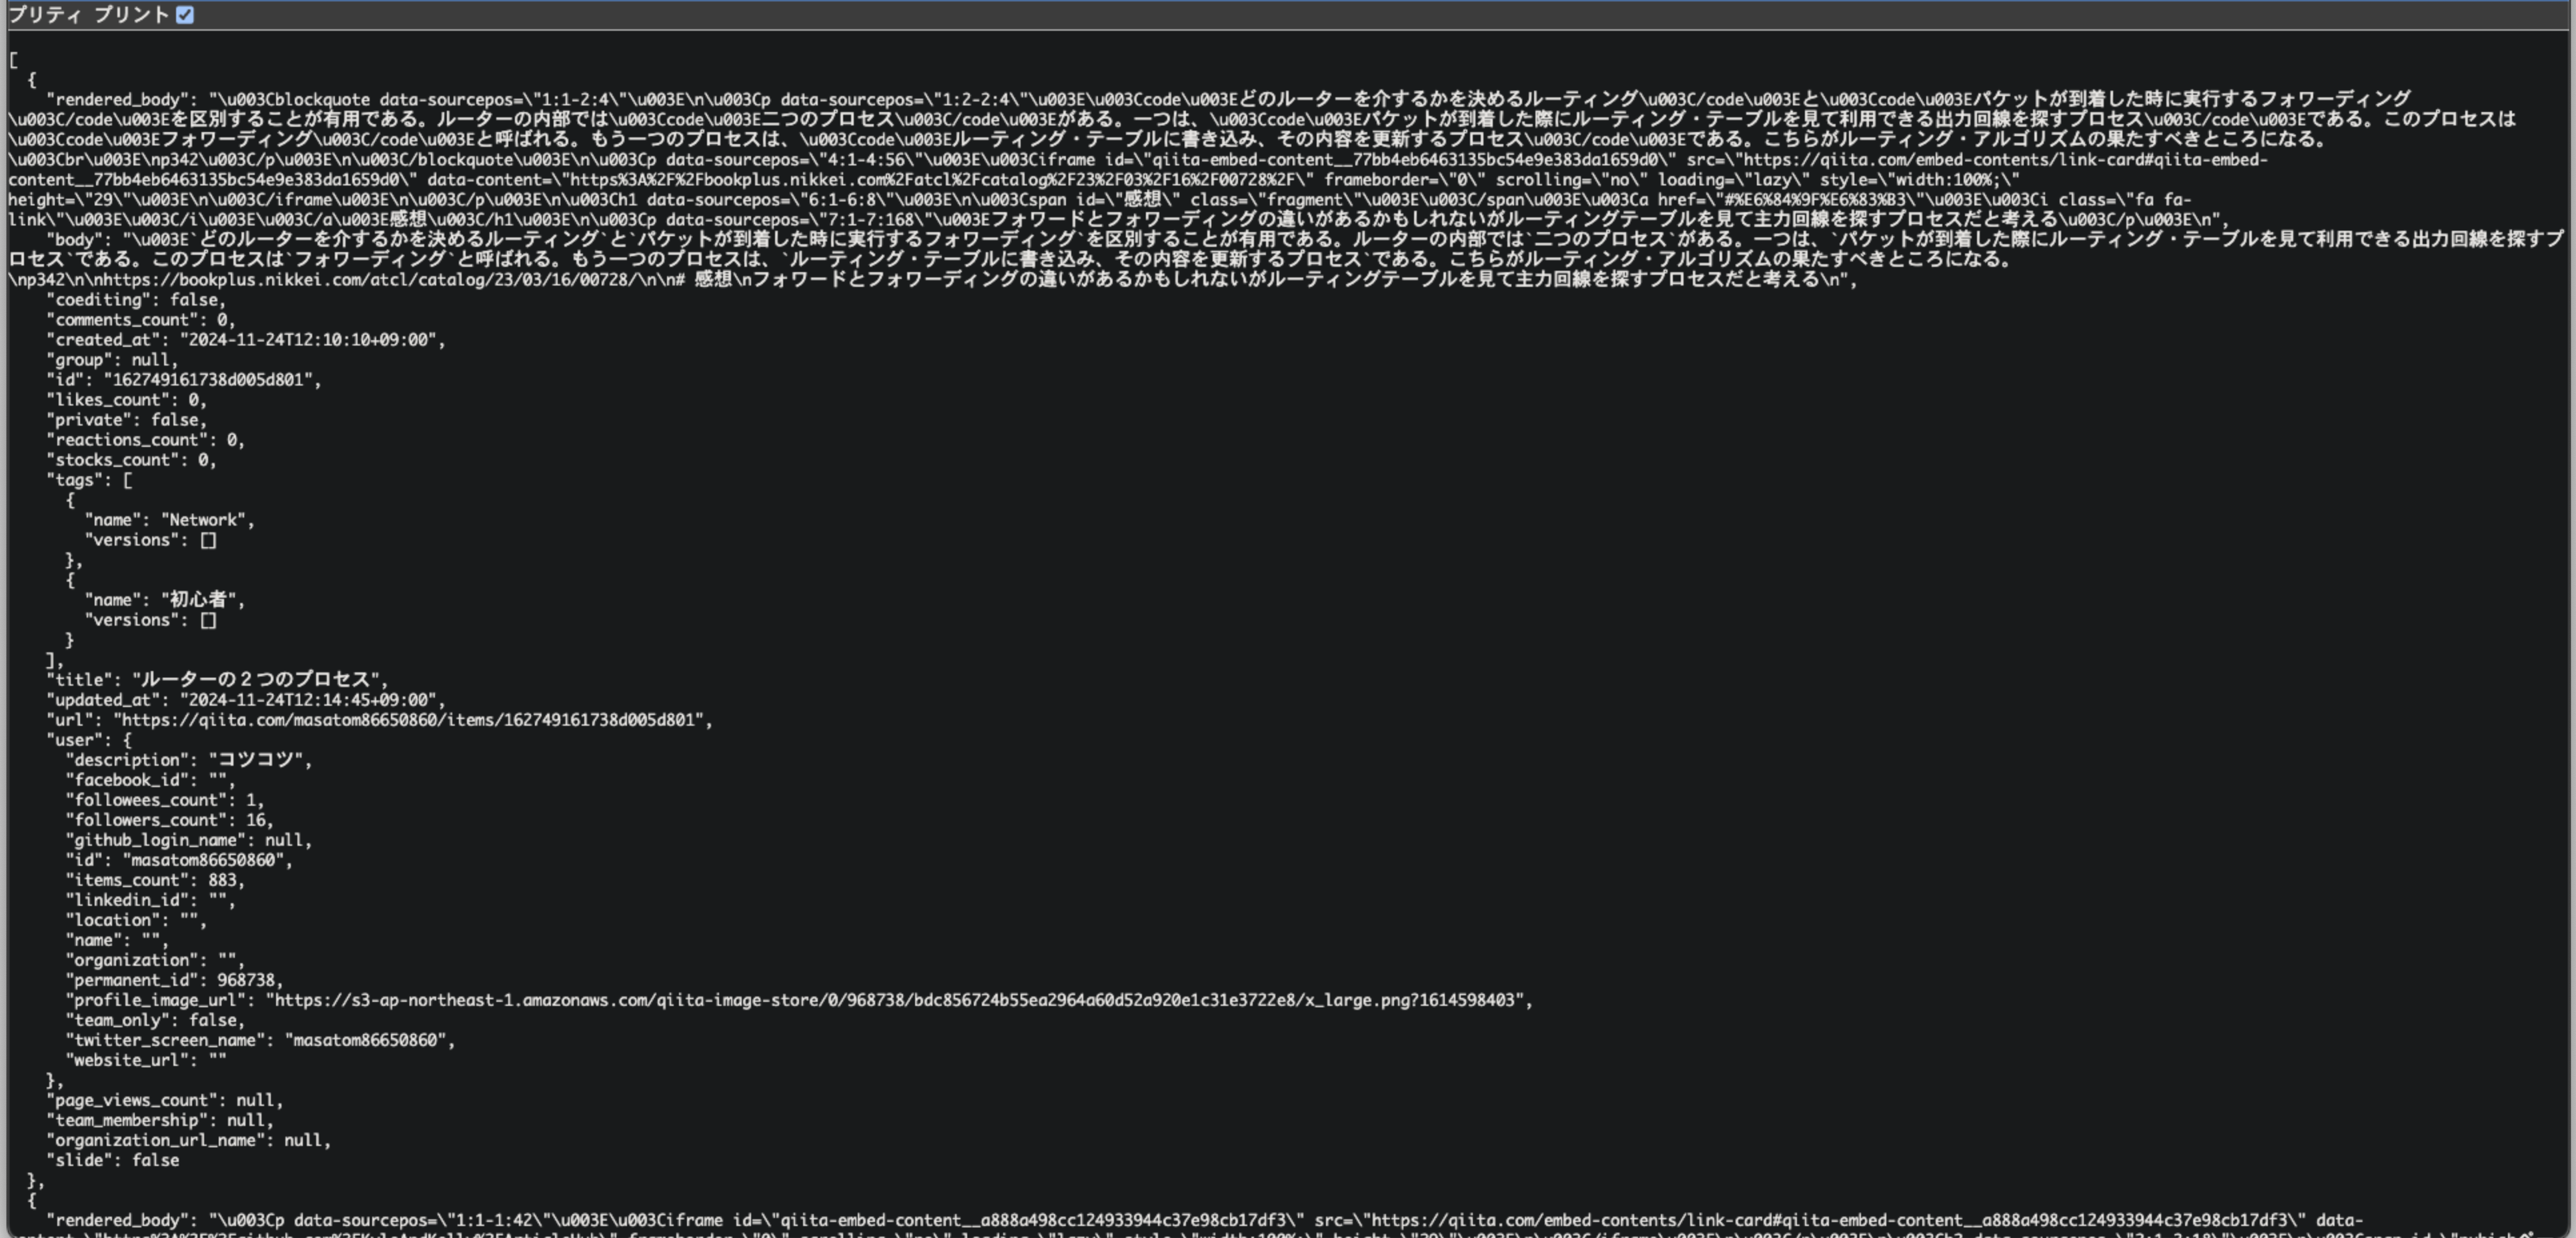 プリティ プリント
[
  {
    "rendered_body": "\u003Cblockquote data-sourcepos=\"1:1-2:4\"\u003E\n\u003Cp data-sourcepos=\"1:2-2:4\"\u003E\u003Ccode\u003Eどのルーターを介するかを決めるルーティング\u003C/code\u003Eと\u003Ccode\u003Eパケットが到着した時に実行するフォワーディング
\u003C/code\u003Eを区別することが有用である。ルーターの内部では\u003Ccode\u003E二つのプロセス\u003C/code\u003Eがある。一つは、\u003Ccode\u003Eパケットが到着した際にルーティング・テーブルを見て利用できる出力回線を探すプロセス\u003C/code\u003Eである。このプロセスは
\u003Ccode\u003Eフォワーディング\u003C/code\u003Eと呼ばれる。もう一つのプロセスは、\u003Ccode\u003Eルーティング・テーブルに書き込み、その内容を更新するプロセス\u003C/code\u003Eである。こちらがルーティング・アルゴリズムの果たすべきところになる。
\u003Cbr\u003E\np342\u003C/p\u003E\n\u003C/blockquote\u003E\n\u003Cp data-sourcepos=\"4:1-4:56\"\u003E\u003Ciframe id=\"qiita-embed-content__77bb4eb6463135bc54e9e383da1659d0\" src=\"https://qiita.com/embed-contents/link-card#qiita-embed-
content__77bb4eb6463135bc54e9e383da1659d0\" data-content=\"https%3A%2F%2Fbookplus.nikkei.com%2Fatcl%2Fcatalog%2F23%2F03%2F16%2F00728%2F\" frameborder=\"0\" scrolling=\"no\" loading=\"lazy\" style=\"width:100%;\"
height=\"29\"\u003E\n\u003C/iframe\u003E\n\u003C/p\u003E\n\u003Ch1 data-sourcepos=\"6:1-6:8\"\u003E\n\u003Cspan id=\"感想\" class=\"fragment\"\u003E\u003C/span\u003E\u003Ca href=\"#%E6%84%9F%E6%83%B3\"\u003E\u003Ci class=\"fa fa-
link\"\u003E\u003C/i\u003E\u003C/a\u003E感想\u003C/h1\u003E\n\u003Cp data-sourcepos=\"7:1-7:168\"\u003Eフォワードとフォワーディングの違いがあるかもしれないがルーティングテーブルを見て主力回線を探すプロセスだと考える\u003C/p\u003E\n",
    "body": "\u003E`どのルーターを介するかを決めるルーティング`と`パケットが到着した時に実行するフォワーディング`を区別することが有用である。ルーターの内部では`二つのプロセス`がある。一つは、`パケットが到着した際にルーティング・テーブルを見て利用できる出力回線を探すプ
ロセス`である。このプロセスは`フォワーディング`と呼ばれる。もう一つのプロセスは、`ルーティング・テーブルに書き込み、その内容を更新するプロセス`である。こちらがルーティング・アルゴリズムの果たすべきところになる。
\np342\n\nhttps://bookplus.nikkei.com/atcl/catalog/23/03/16/00728/\n\n# 感想\nフォワードとフォワーディングの違いがあるかもしれないがルーティングテーブルを見て主力回線を探すプロセスだと考える\n",
    "coediting": false,
    "comments_count": 0,
    "created_at": "2024-11-24T12:10:10+09:00",
    "group": null,
    "id": "162749161738d005d801",
    "likes_count": 0,
    "private": false,
    "reactions_count": 0,
    "stocks_count": 0,
    "tags": [
      {
        "name": "Network",
        "versions": []
      },
      {
        "name": "初心者",
        "versions": []
      }
    ],
    "title": "ルーターの２つのプロセス",
    "updated_at": "2024-11-24T12:14:45+09:00",
    "url": "https://qiita.com/masatom86650860/items/162749161738d005d801",
    "user": {
      "description": "コツコツ",
      "facebook_id": "",
      "followees_count": 1,
      "followers_count": 16,
      "github_login_name": null,
      "id": "masatom86650860",
      "items_count": 883,
      "linkedin_id": "",
      "location": "",
      "name": "",
      "organization": "",
      "permanent_id": 968738,
      "profile_image_url": "https://s3-ap-northeast-1.amazonaws.com/qiita-image-store/0/968738/bdc856724b55ea2964a60d52a920e1c31e3722e8/x_large.png?1614598403",
      "team_only": false,
      "twitter_screen_name": "masatom86650860",
      "website_url": ""
    },
    "page_views_count": null,
    "team_membership": null,
    "organization_url_name": null,
    "slide": false
  },
  {
    "rendered_body": "\u003Cp data-sourcepos=\"1:1-1:42\"\u003E\u003Ciframe id=\"qiita-embed-content__a888a498cc124933944c37e98cb17df3\" src=\"https://qiita.com/embed-contents/link-card#qiita-embed-content__a888a498cc124933944c37e98cb17df3\" data-